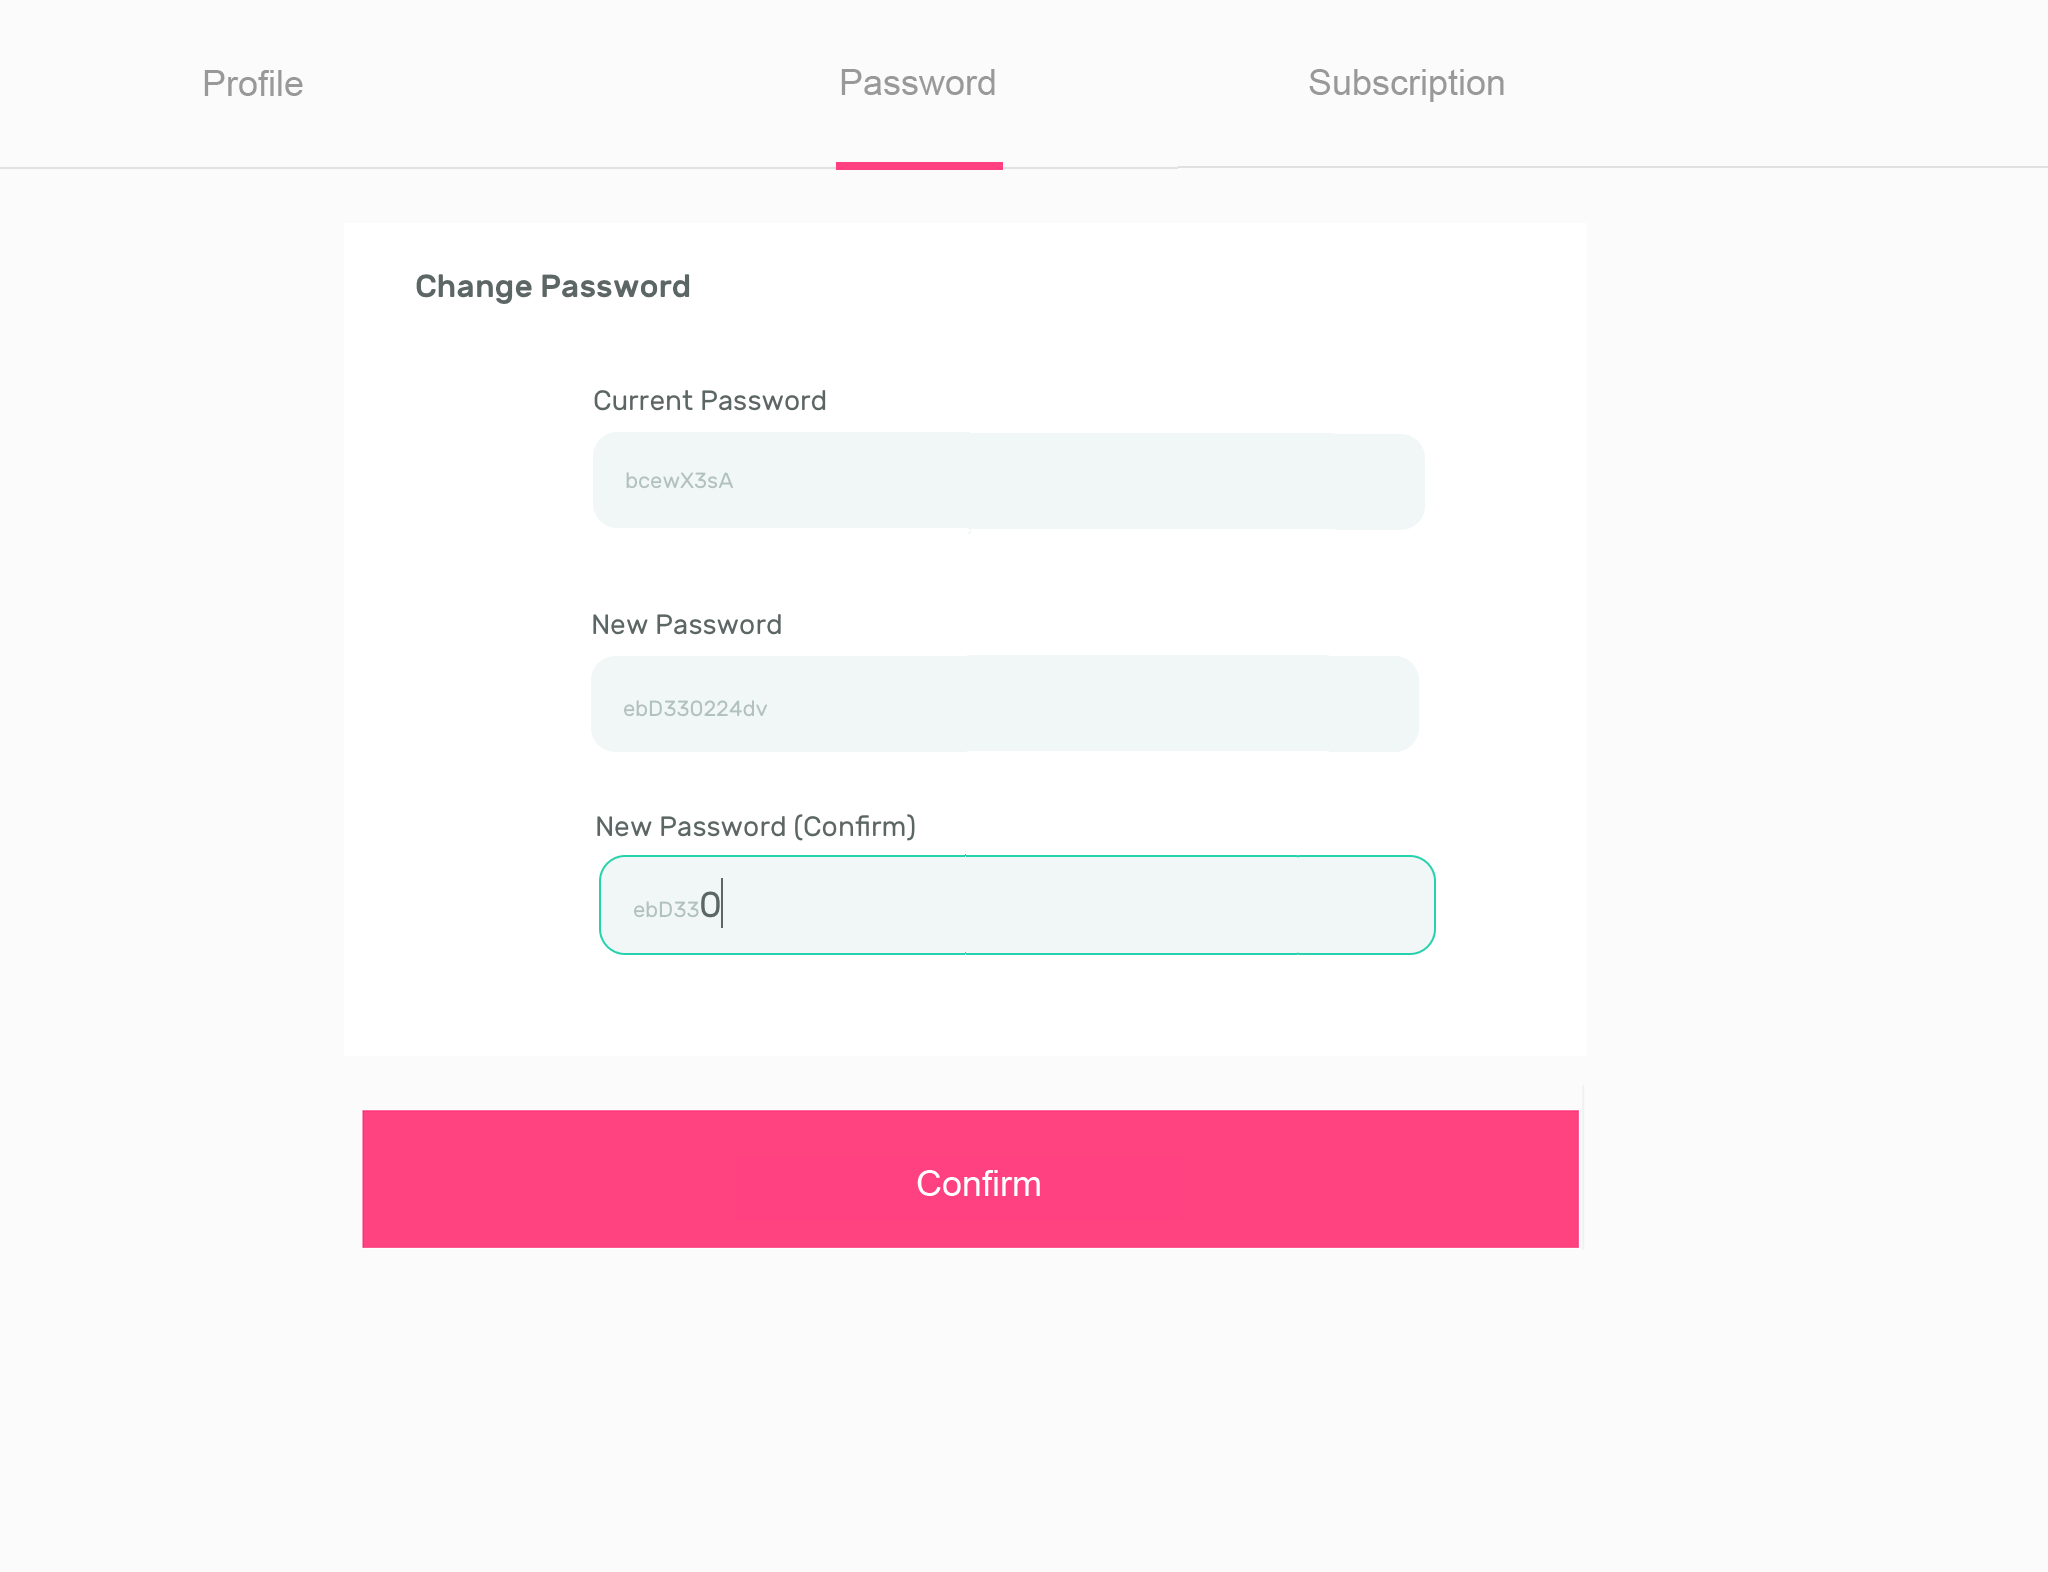 Profile Password Subscription
Change Password
Current Password
bcewX3sA
New Password
ebD330224dv
New Password (Confirm)
ebD330
Confirm